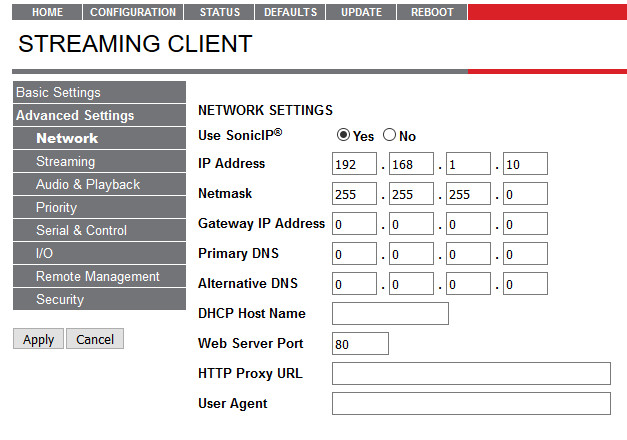 HOME CONFIGURATION STATUS DEFAULTS UPDATE REBOOT
STREAMING CLIENT
Basic Settings
Advanced Settings
Network
Streaming
Audio & Playback
Priority
Serial & Control
I/O
Remote Management
Security
Apply Cancel
NETWORK SETTINGS
Use SonicIP® Yes No
IP Address 192 . 168 . 1 . 10
Netmask 255 . 255 . 255 . 0
Gateway IP Address 0 . 0 . 0 . 0
Primary DNS 0 . 0 . 0 . 0
Alternative DNS 0 . 0 . 0 . 0
DHCP Host Name
Web Server Port 80
HTTP Proxy URL
User Agent